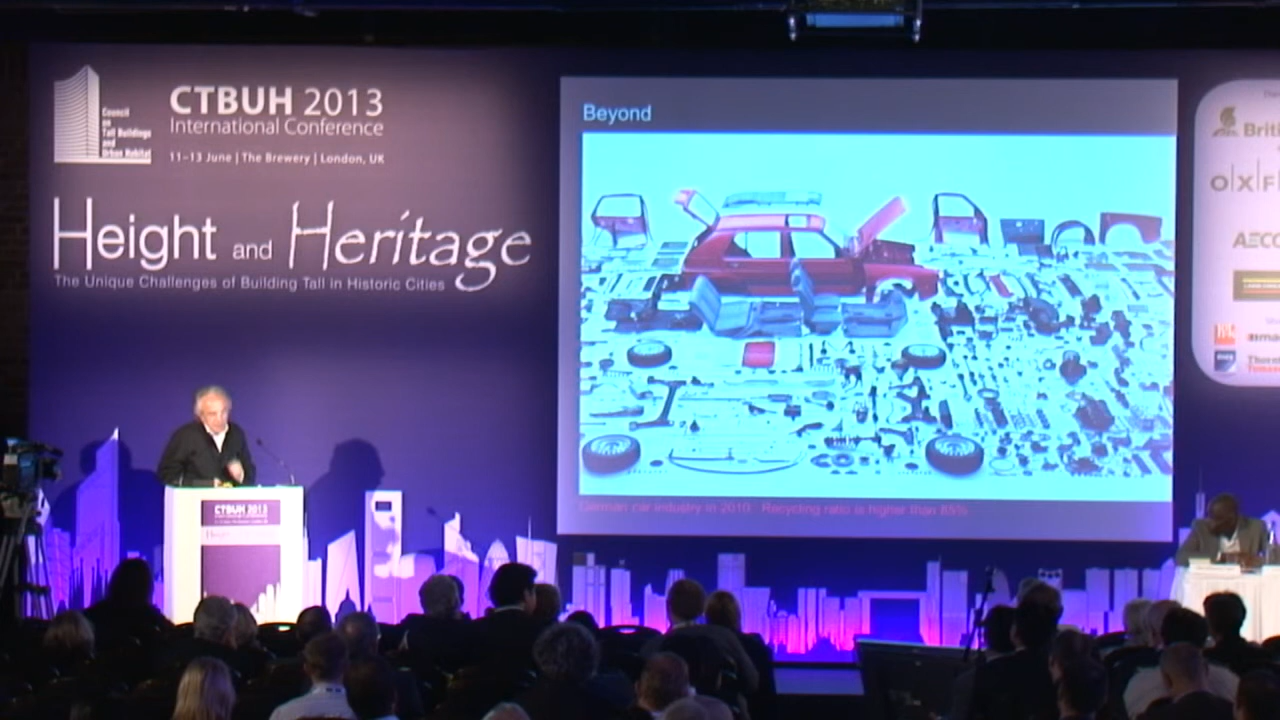 Council
on
Tall Buildings
and
Urban Habitat
CTBUH 2013
International Conference
11–13 June | The Brewery | London, UK
Height and Heritage
The Unique Challenges of Building Tall in Historic Cities
Beyond
German car industry in 2010 Recycling ratio is higher than 85%
CTBUH 2013